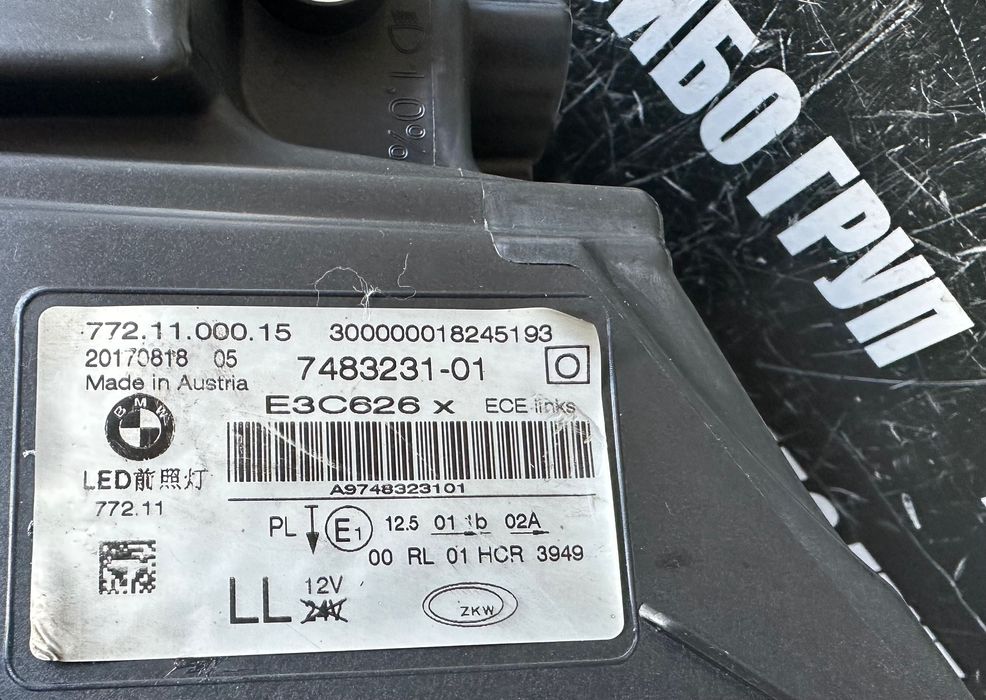 1.0%
МБО ГРУП
772.11.000.15 300000018245193
20170818 05 7483231-01 O
Made in Austria
E3C626 x ECE links
BMW
LED前照灯
772.11
A9748323101
PL E1 12.5 01 1b 02A
00 RL 01 HCR 3949
LL 12V
24V
ZKW